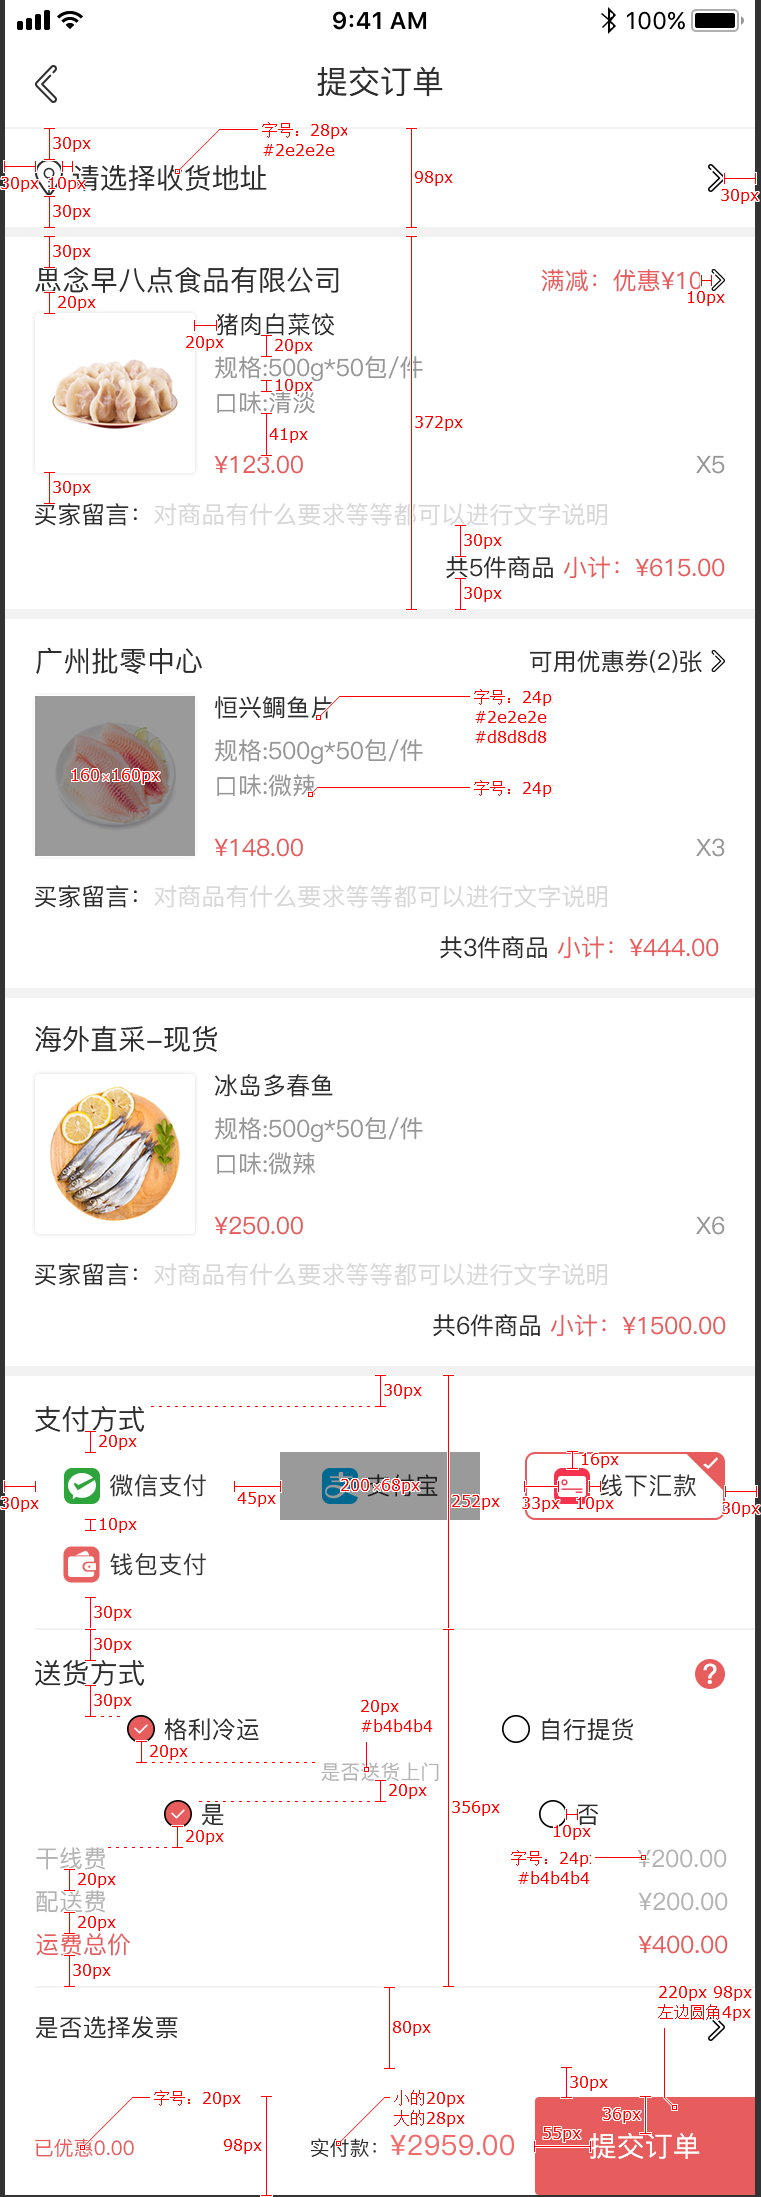 9:41 AM 100%
提交订单
字号：28px
30px #2e2e2e
30px 10px 请选择收货地址 98px 30px
30px
30px
思念早八点食品有限公司 满减：优惠¥10
20px 10px
猪肉白菜饺
20px 20px
规格:500g*50包/件
10px
口味:清淡
41px 372px
¥123.00 X5
30px
买家留言：对商品有什么要求等等都可以进行文字说明
30px
共5件商品 小计：¥615.00
30px
广州批零中心 可用优惠券(2)张
恒兴鲷鱼片 字号：24p
#2e2e2e
#d8d8d8
规格:500g*50包/件
160×160px
口味:微辣 字号：24p
¥148.00 X3
买家留言：对商品有什么要求等等都可以进行文字说明
共3件商品 小计：¥444.00
海外直采-现货
冰岛多春鱼
规格:500g*50包/件
口味:微辣
¥250.00 X6
买家留言：对商品有什么要求等等都可以进行文字说明
共6件商品 小计：¥1500.00
30px
支付方式
20px 16px
微信支付 200×68px 支付宝 线下汇款
30px 45px 252px 33px 10px 30px
10px
钱包支付
30px
30px
送货方式 ?
30px 20px
#b4b4b4
格利冷运 自行提货
20px
是否送货上门
20px
356px
是 否
20px 10px
干线费 字号：24p ¥200.00
20px #b4b4b4
配送费 ¥200.00
20px
运费总价 ¥400.00
30px
220px 98px
左边圆角4px
是否选择发票 80px
30px
字号：20px 小的20px
大的28px 36px
55px
已优惠0.00 98px 实付款：¥2959.00 提交订单